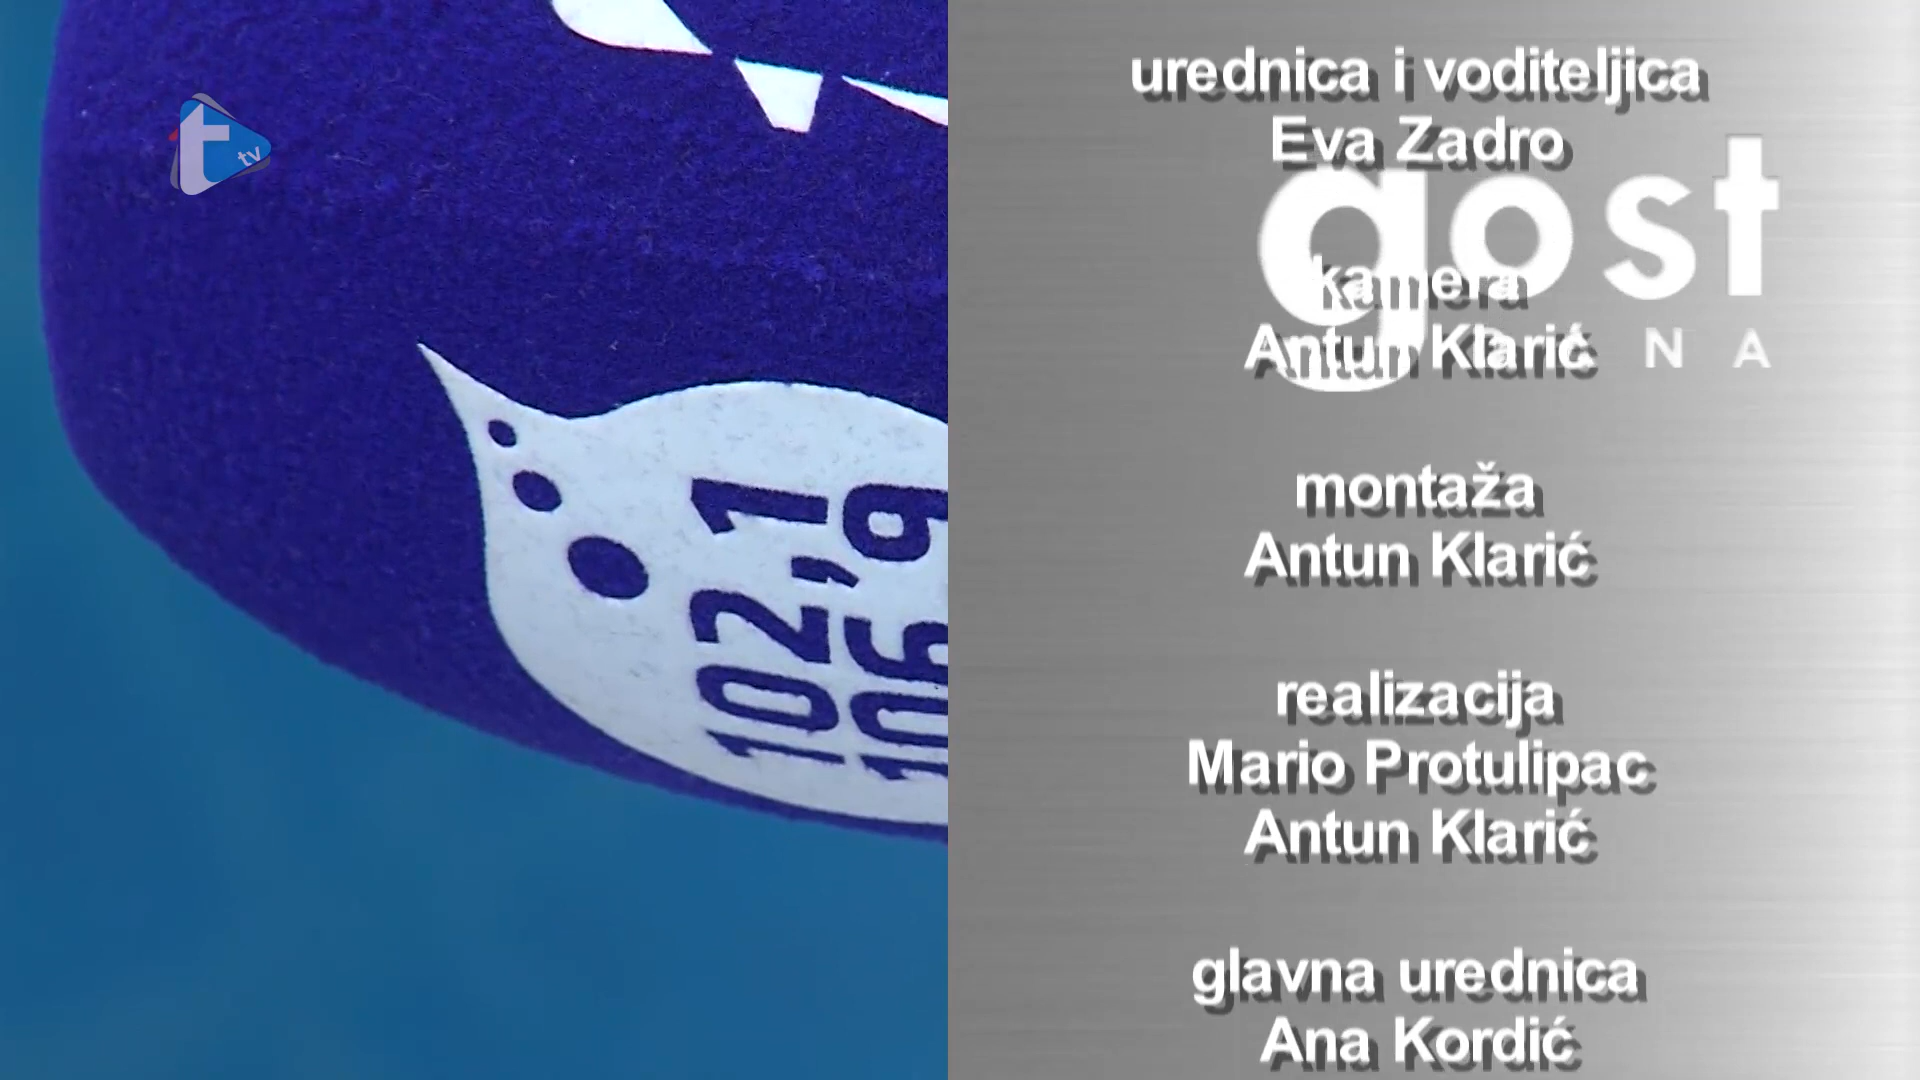 t
tv
102,1
106,9
urednica i voditeljica
Eva Zadro
gost
DANA
kamera
Antun Klarić
montaža
Antun Klarić
realizacija
Mario Protulipac
Antun Klarić
glavna urednica
Ana Kordić